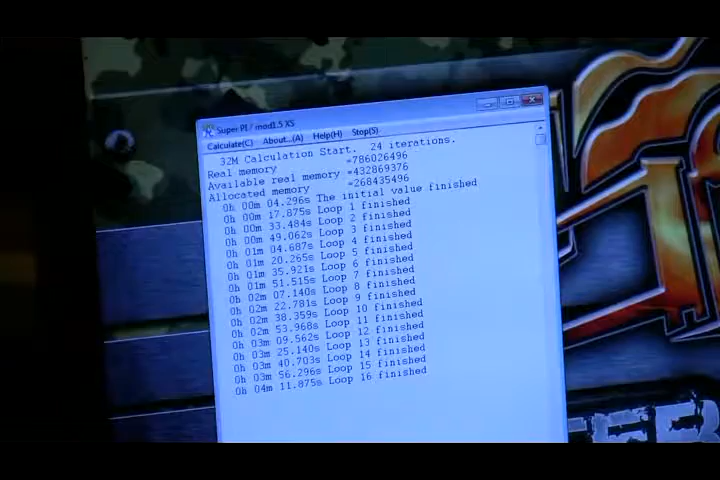 Super PI / mod1.5 XS
Calculate(C) About...(A) Help(H) Stop(S)
32M Calculation Start. 24 iterations.
Real memory =786026496
Available real memory =432869376
Allocated memory =268435496
0h 00m 04.296s The initial value finished
0h 00m 17.875s Loop 1 finished
0h 00m 33.484s Loop 2 finished
0h 00m 49.062s Loop 3 finished
0h 01m 04.687s Loop 4 finished
0h 01m 20.265s Loop 5 finished
0h 01m 35.921s Loop 6 finished
0h 01m 51.515s Loop 7 finished
0h 02m 07.140s Loop 8 finished
0h 02m 22.781s Loop 9 finished
0h 02m 38.359s Loop 10 finished
0h 02m 53.968s Loop 11 finished
0h 03m 09.562s Loop 12 finished
0h 03m 25.140s Loop 13 finished
0h 03m 40.703s Loop 14 finished
0h 03m 56.296s Loop 15 finished
0h 04m 11.875s Loop 16 finished